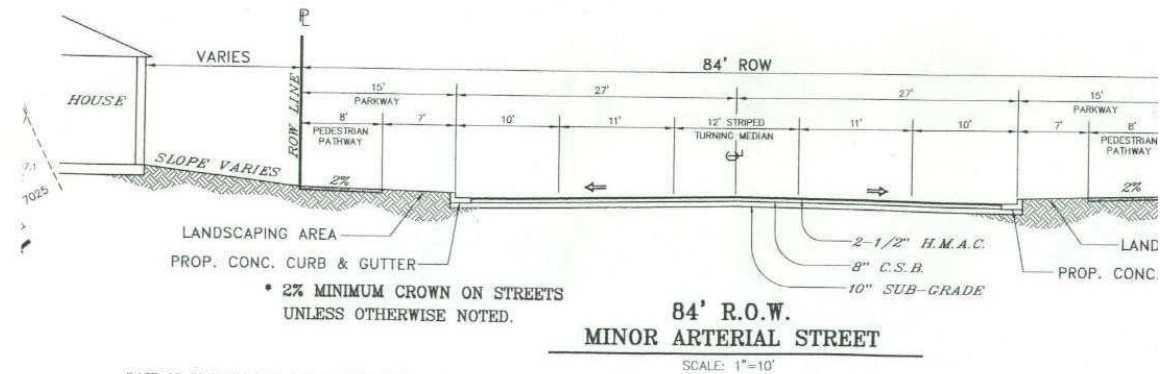 PL
VARIES
84' ROW
HOUSE
ROW LINE
15'
PARKWAY
27'
27'
15'
PARKWAY
8'
PEDESTRIAN
PATHWAY
7'
10'
11'
12' STRIPED
TURNING MEDIAN
11'
10'
7'
8'
PEDESTRIAN
PATHWAY
CL
7025
SLOPE VARIES
2%
2%
LANDSCAPING AREA
PROP. CONC. CURB & GUTTER
2-1/2" H.M.A.C.
8" C.S.B.
10" SUB-GRADE
LAND
PROP. CONC.
* 2% MINIMUM CROWN ON STREETS
UNLESS OTHERWISE NOTED.
84' R.O.W.
MINOR ARTERIAL STREET
SCALE: 1"=10'